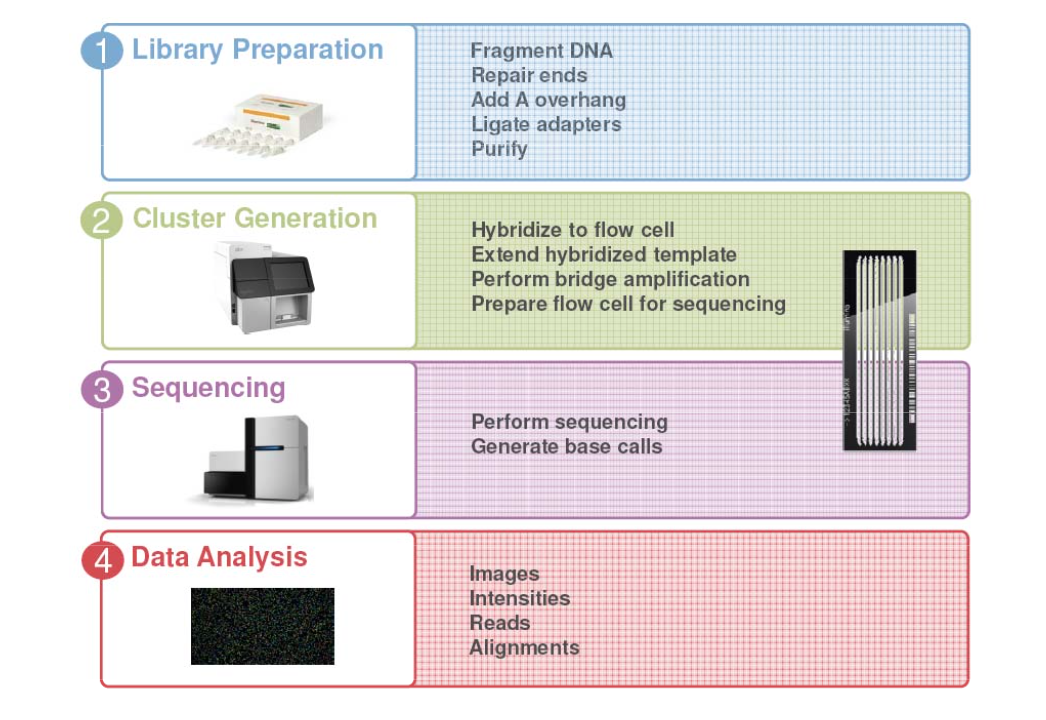 1 Library Preparation
Fragment DNA
Repair ends
Add A overhang
Ligate adapters
Purify
2 Cluster Generation
Hybridize to flow cell
Extend hybridized template
Perform bridge amplification
Prepare flow cell for sequencing
illumina
3 Sequencing
Perform sequencing
Generate base calls
4 Data Analysis
Images
Intensities
Reads
Alignments